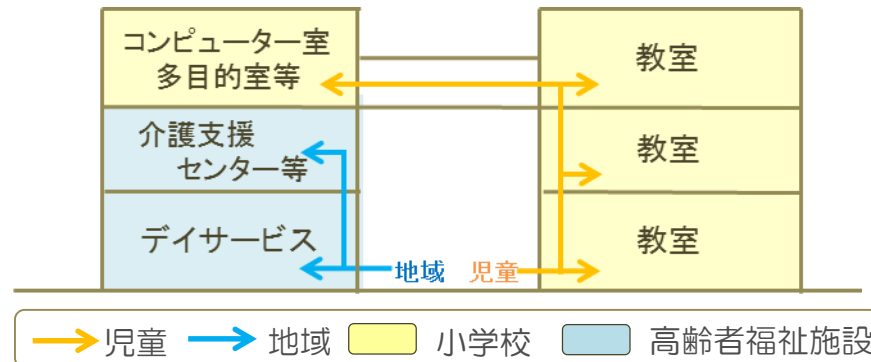 コンピューター室
多目的室等
教室
介護支援
センター等
教室
デイサービス
教室
地域 児童
児童 地域 小学校 高齢者福祉施設